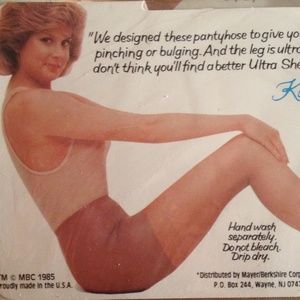 "We designed these pantyhose to give yo
pinching or bulging. And the leg is ultra
don't think you'll find a better Ultra She
Hand wash
separately.
Do not bleach.
Drip dry.
TM © MBC 1985
roudly made in the U.S.A.
*Distributed by Mayer/Berkshire Corp
P.O. Box 244, Wayne, NJ 0747